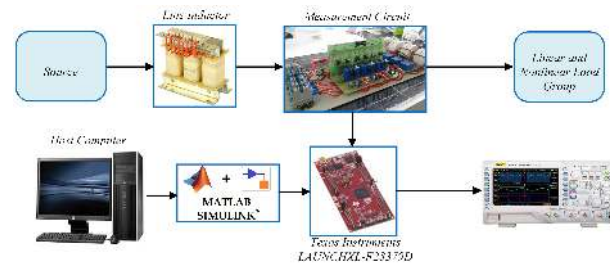 Line Inductor
Measurement Circuit
Source
Linear and
Nonlinear Load
Group
Host Computer
+
MATLAB
SIMULINK
Texas Instruments
LAUNCHXL-F28379D